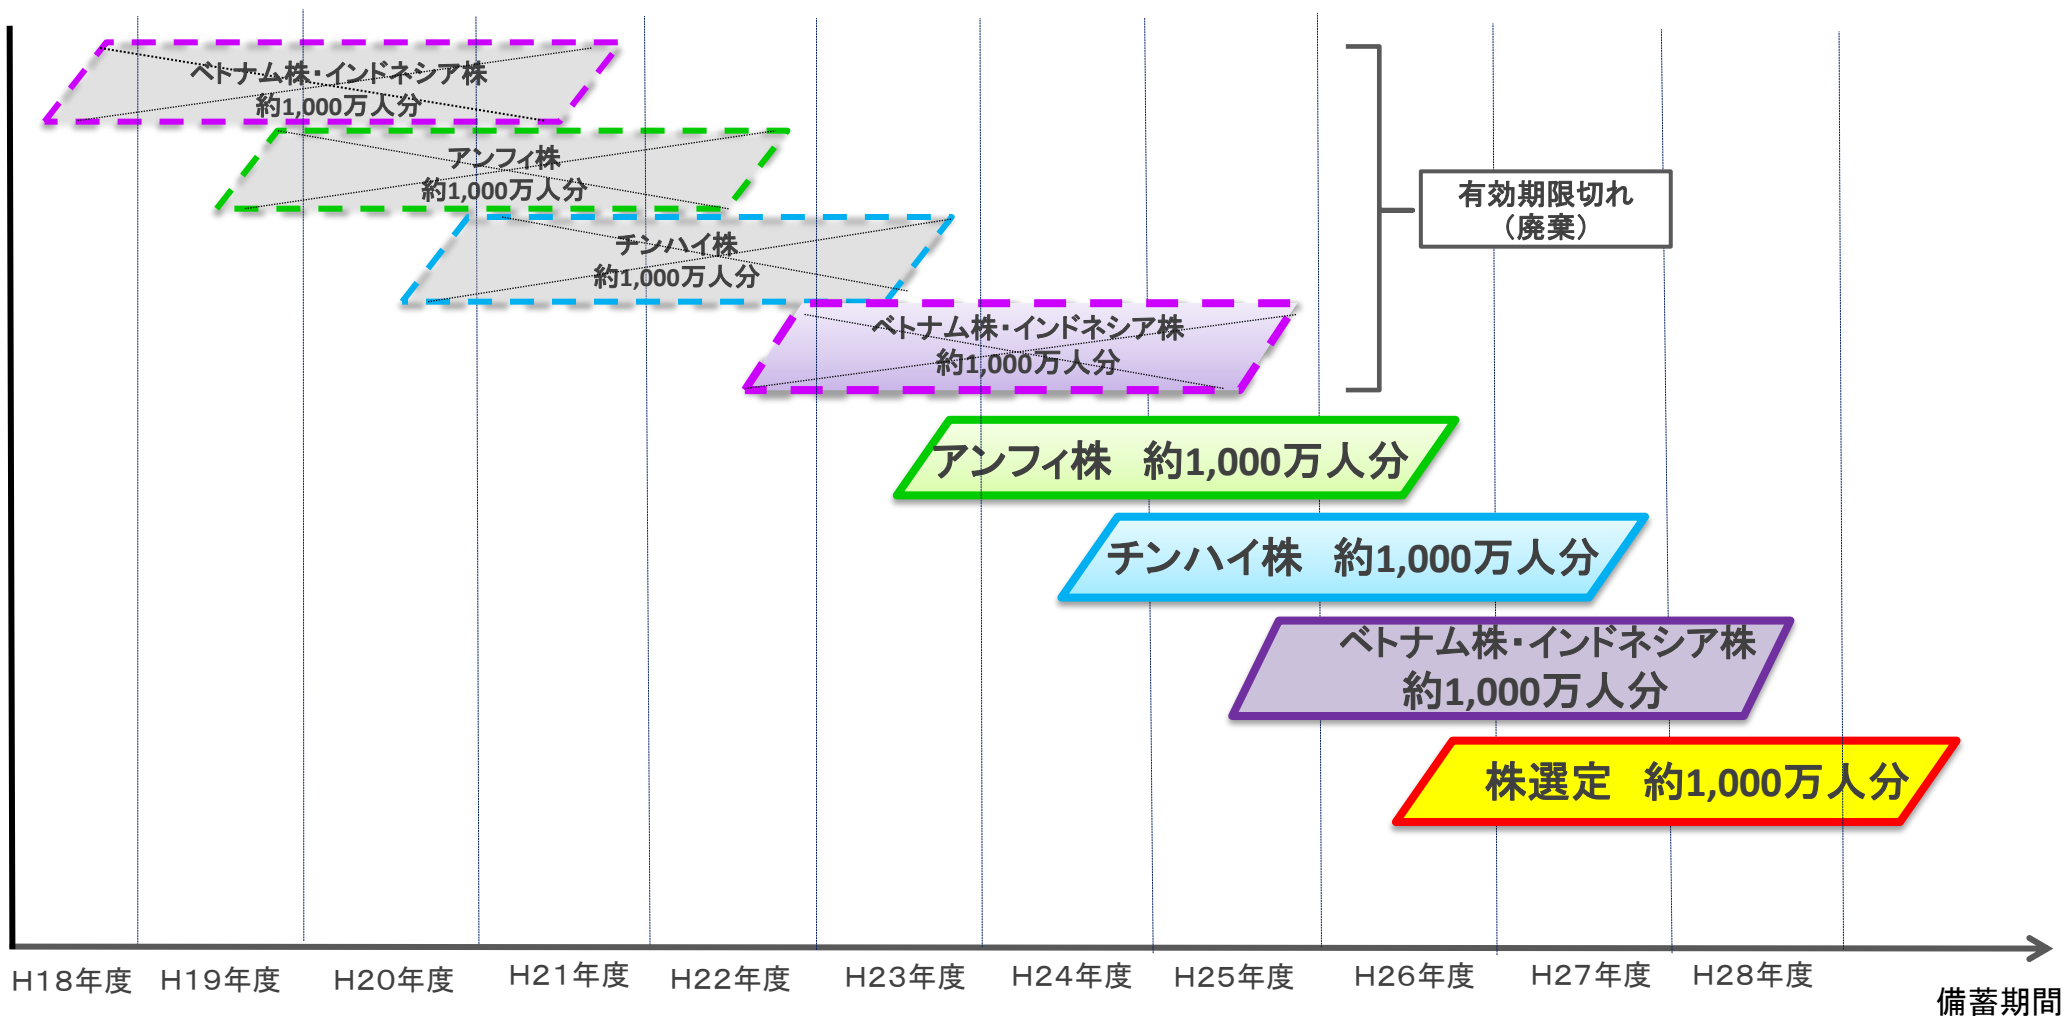 ベトナム株・インドネシア株
約1,000万人分
アンフィ株
約1,000万人分
チンハイ株
約1,000万人分
ベトナム株・インドネシア株
約1,000万人分
有効期限切れ
（廃棄）
アンフィ株　約1,000万人分
チンハイ株　約1,000万人分
ベトナム株・インドネシア株
約1,000万人分
株選定　約1,000万人分
H18年度　H19年度　H20年度　H21年度　H22年度　H23年度　H24年度　H25年度　H26年度　H27年度　H28年度
備蓄期間